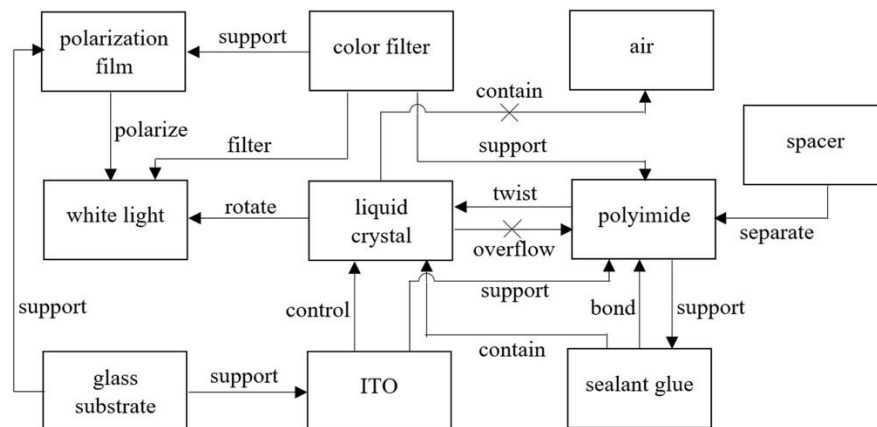 polarization
film
support
color filter
air
contain
polarize
filter
support
spacer
white light
rotate
liquid
crystal
twist
overflow
polyimide
separate
support
control
support
bond
support
contain
glass
substrate
support
ITO
sealant glue